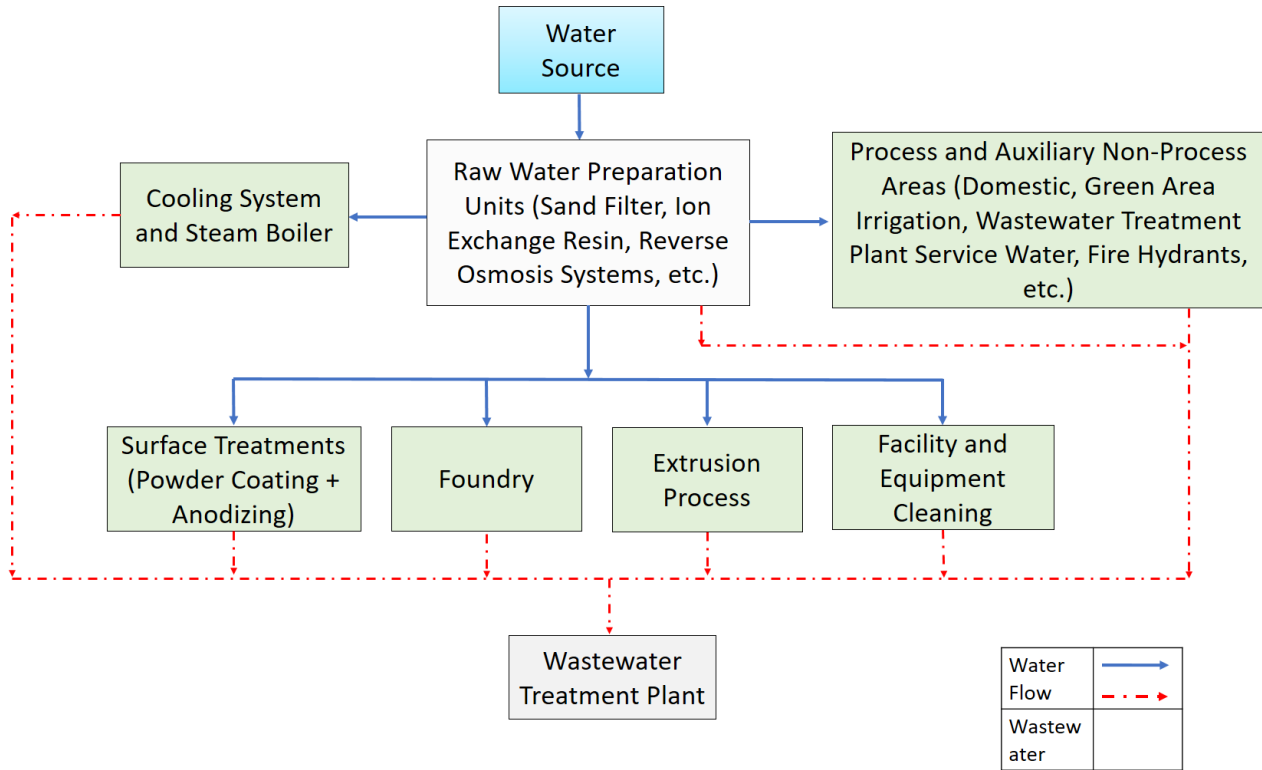 Water
Source
Cooling System
and Steam Boiler
Raw Water Preparation
Units (Sand Filter, Ion
Exchange Resin, Reverse
Osmosis Systems, etc.)
Process and Auxiliary Non-Process
Areas (Domestic, Green Area
Irrigation, Wastewater Treatment
Plant Service Water, Fire Hydrants,
etc.)
Surface Treatments
(Powder Coating +
Anodizing)
Foundry
Extrusion
Process
Facility and
Equipment
Cleaning
Wastewater
Treatment Plant
Water
Flow
Wastew
ater